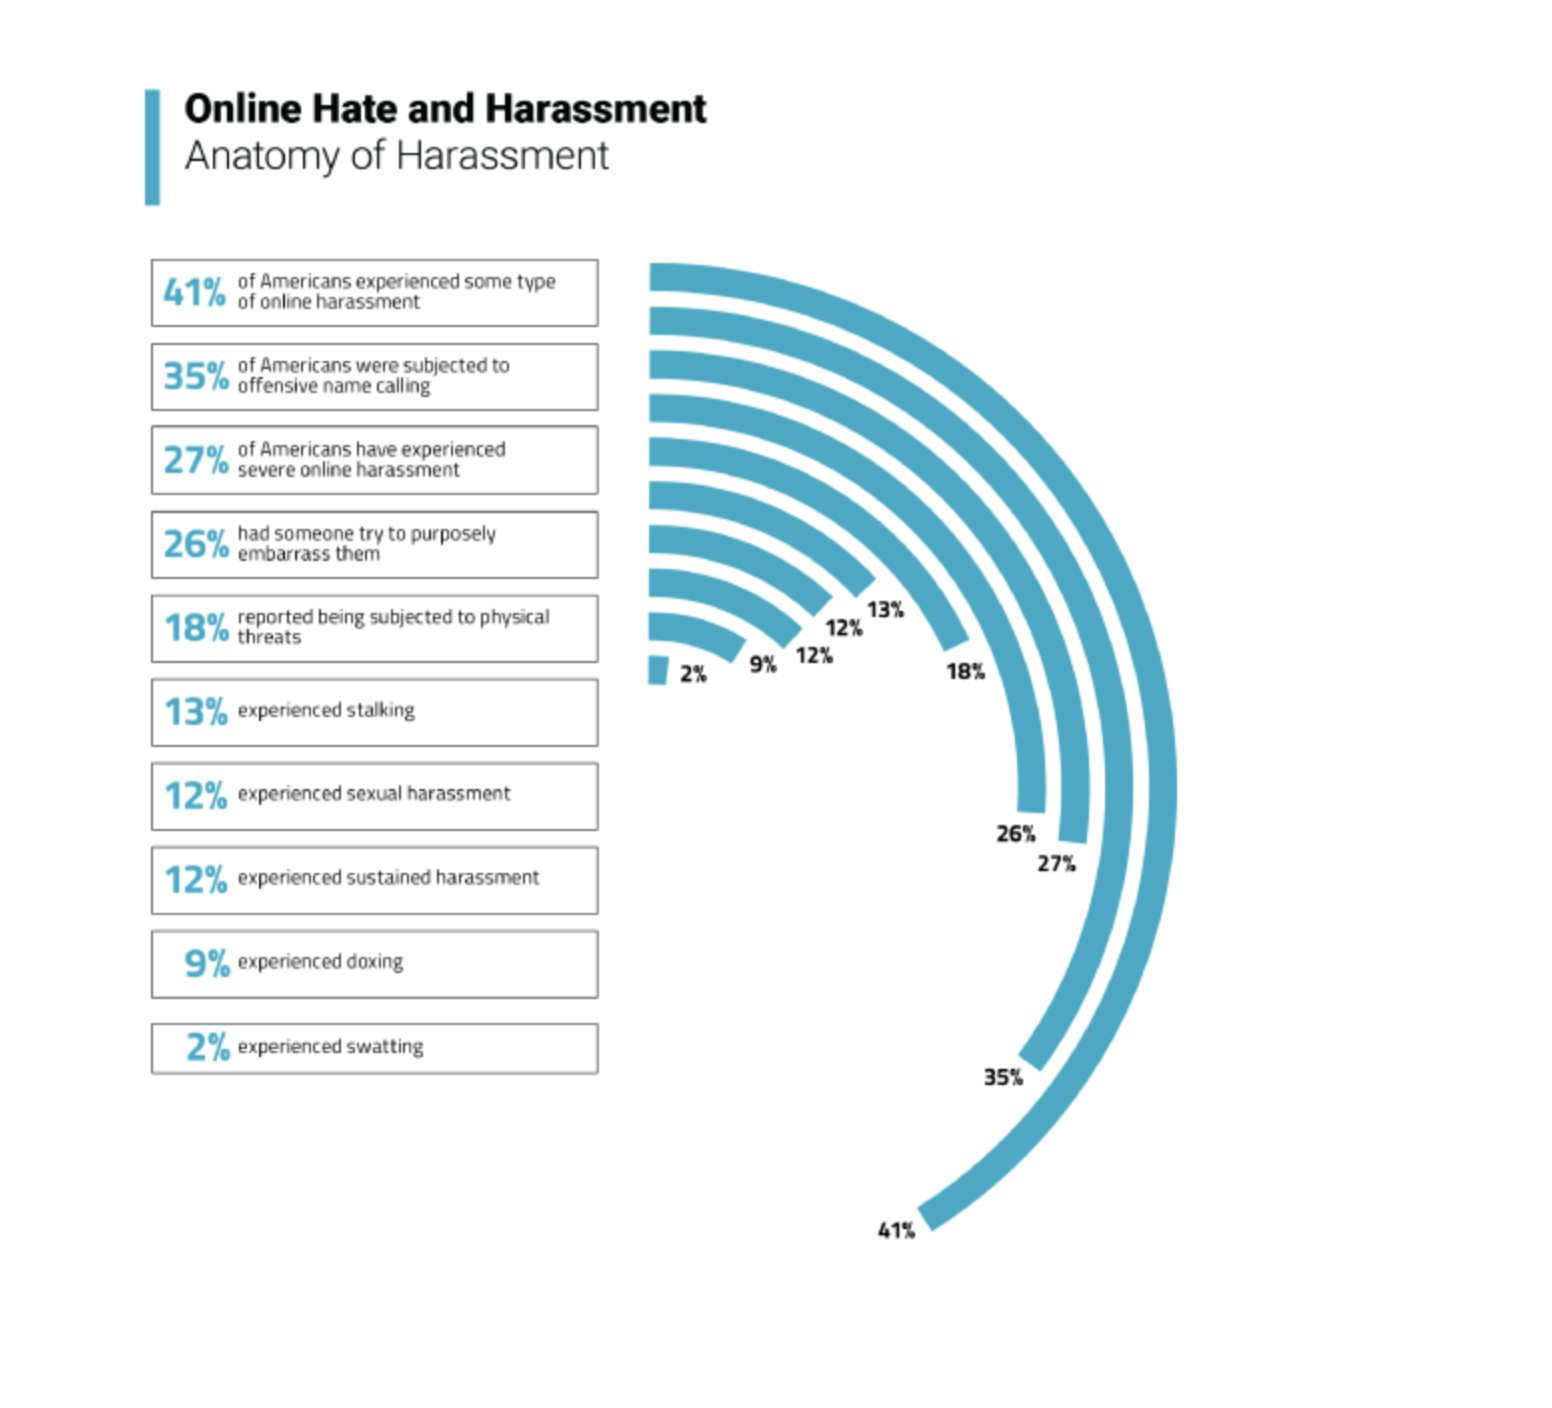 Online Hate and Harassment
Anatomy of Harassment
41% of Americans experienced some type
of online harassment
35% of Americans were subjected to
offensive name calling
27% of Americans have experienced
severe online harassment
26% had someone try to purposely
embarrass them
18% reported being subjected to physical
threats
13% experienced stalking
12% experienced sexual harassment
12% experienced sustained harassment
9% experienced doxing
2% experienced swatting
13%
12%
12%
9%
2%
18%
26%
27%
35%
41%